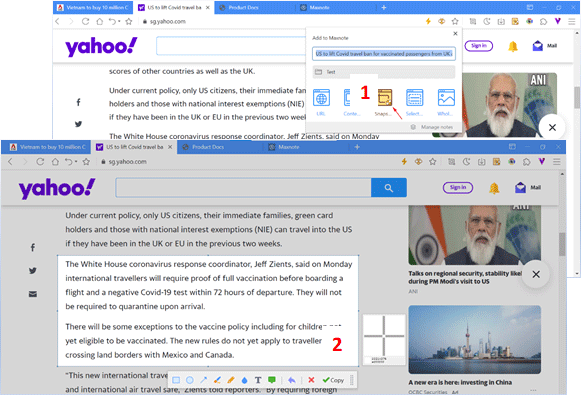 Vietnam to buy 10 million C
US to lift Covid travel ba
Product Docs
Maxnote
sg.yahoo.com
yahoo!
Sign in
Mail
scores of other countries as well as the UK.
Under current policy, only US citizens, their immediate fam
holders and those with national interest exemptions (NIE)
if they have been in the UK or EU in the previous two week
The White House coronavirus response coordinator, Jeff Zients, said on Monday
Add to Maxnote
US to lift Covid travel ban for vaccinated passengers from UK
Text
1
URL
Conte...
Snaps...
Select...
Whol...
Manage notes
ANI
Vietnam to buy 10 million C
US to lift Covid travel ba
Product Docs
Maxnote
sg.yahoo.com
yahoo!
Sign in
Mail
Under current policy, only US citizens, their immediate families, green card
holders and those with national interest exemptions (NIE) can travel into the US
if they have been in the UK or EU in the previous two weeks.
The White House coronavirus response coordinator, Jeff Zients, said on Monday
international travellers will require proof of full vaccination before boarding a
flight and a negative Covid-19 test within 72 hours of departure. They will not
be required to quarantine upon arrival.
There will be some exceptions to the vaccine policy including for children not
yet eligible to be vaccinated. The new rules do not yet apply to traveller
crossing land borders with Mexico and Canada.
2
"This new international travel
and international air travel safe," Zients told reporters. "By requiring foreign
Copy
Talks on regional security, stability likely
during PM Modi's visit to US
ANI
A new era is here: investing in China
OCBC Securities
Ad